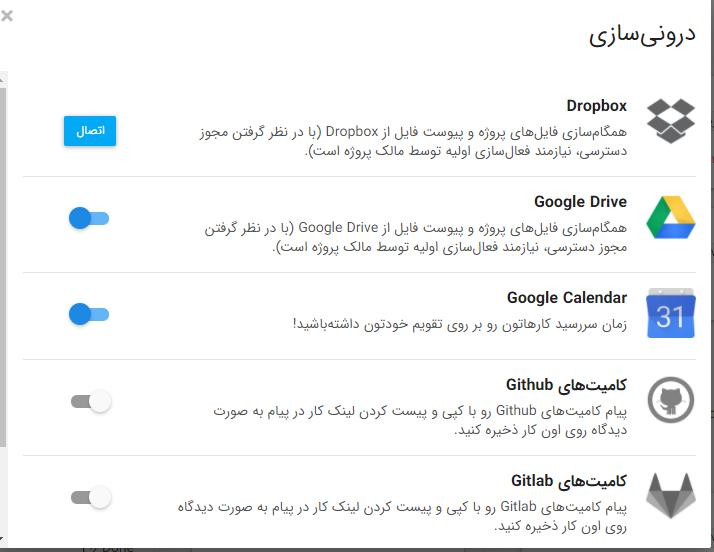 درونی‌سازی
Dropbox
همگام‌سازی فایل‌های پروژه و پیوست فایل از Dropbox (با در نظر گرفتن مجوز
دسترسی، نیازمند فعال‌سازی اولیه توسط مالک پروژه است).
اتصال
Google Drive
همگام‌سازی فایل‌های پروژه و پیوست فایل از Google Drive (با در نظر گرفتن
مجوز دسترسی، نیازمند فعال‌سازی اولیه توسط مالک پروژه است).
31
Google Calendar
زمان سررسید کارهاتون رو بر روی تقویم خودتون داشته‌باشید!
کامیت‌های Github
پیام کامیت‌های Github رو با کپی و پیست کردن لینک کار در پیام به صورت
دیدگاه روی اون کار ذخیره کنید.
کامیت‌های Gitlab
پیام کامیت‌های Gitlab رو با کپی و پیست کردن لینک کار در پیام به صورت دیدگاه
روی اون کار ذخیره کنید.